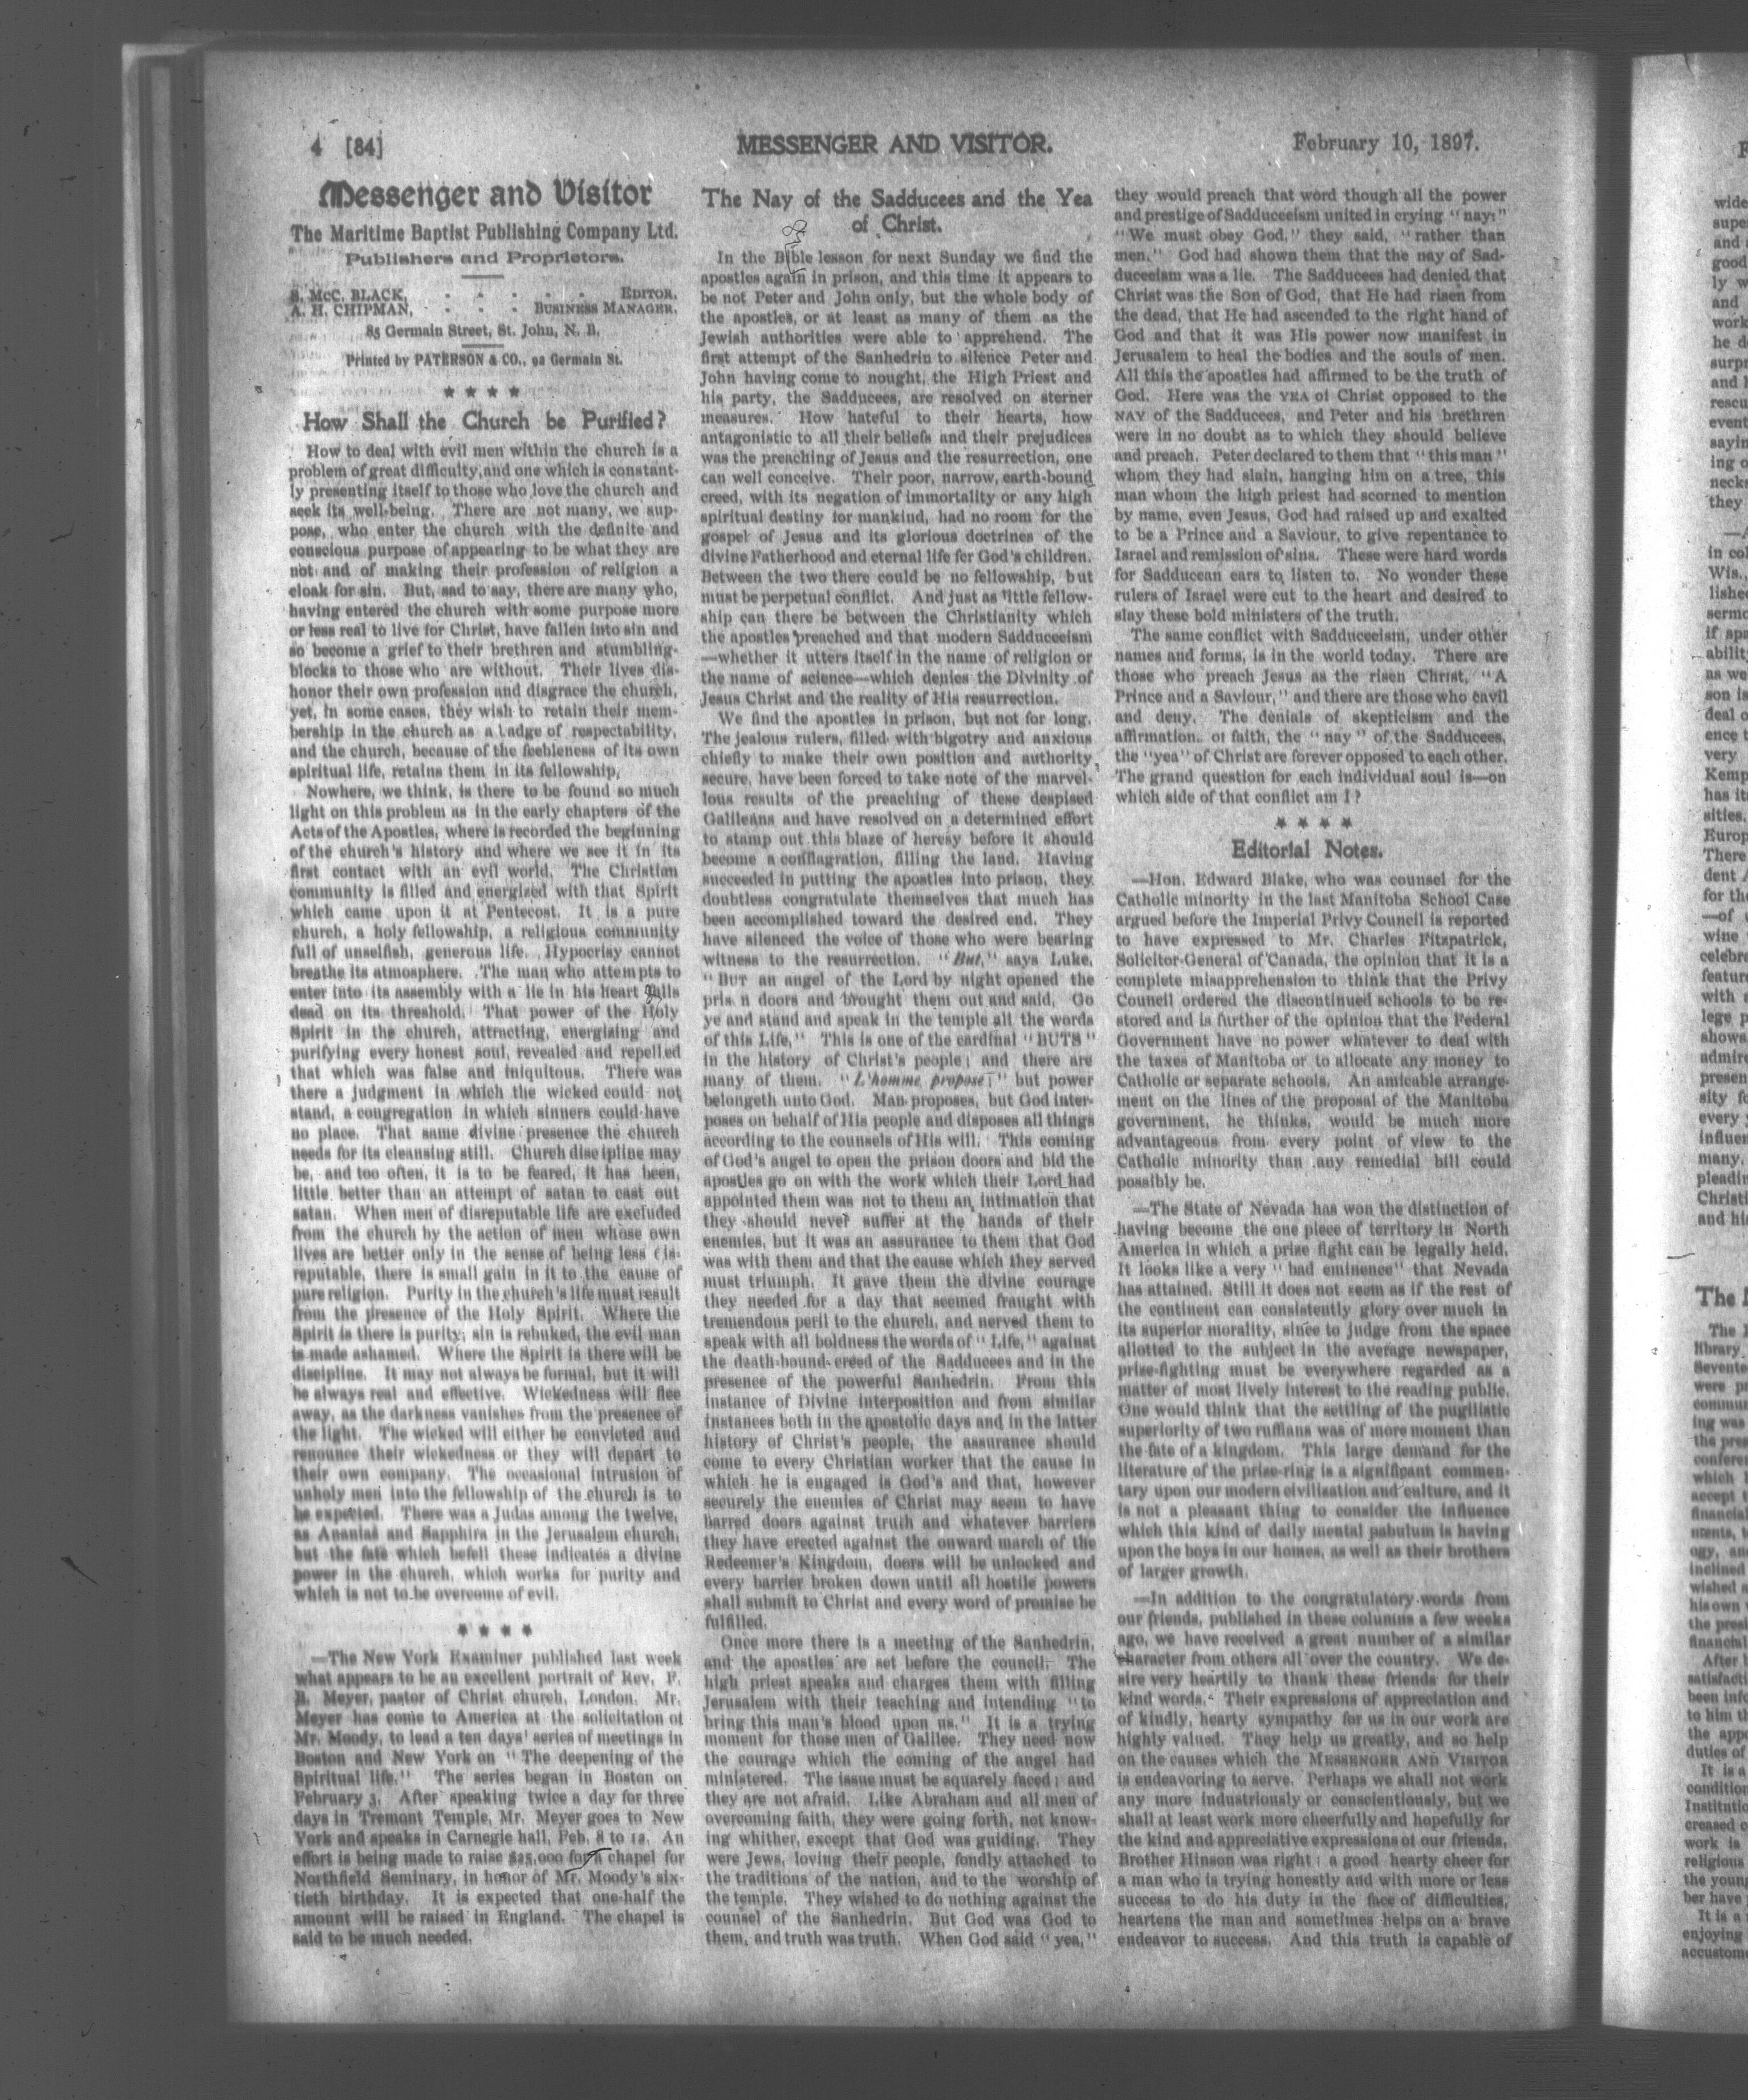 4 [84]
MESSENGER AND VISITOR.
February 10, 1897.
Messenger and Visitor
The Maritime Baptist Publishing Company Ltd.
Publishers and Proprietors.
S. McC. BLACK, - - - - - EDITOR.
A. H. CHIPMAN, - - - BUSINESS MANAGER.
85 Germain Street, St. John, N. B.
Printed by PATERSON & CO., 92 Germain St.
* * * *
How Shall the Church be Purified?
How to deal with evil men within the church is a
problem of great difficulty, and one which is constant-
ly presenting itself to those who love the church and
seek its well-being. There are not many, we sup-
pose, who enter the church with the definite and
conscious purpose of appearing to be what they are
not and of making their profession of religion a
cloak for sin. But, sad to say, there are many who,
having entered the church with some purpose more
or less real to live for Christ, have fallen into sin and
so become a grief to their brethren and stumbling-
blocks to those who are without. Their lives dis-
honor their own profession and disgrace the church,
yet, in some cases, they wish to retain their mem-
bership in the church as a badge of respectability,
and the church, because of the feebleness of its own
spiritual life, retains them in its fellowship,
Nowhere, we think, is there to be found so much
light on this problem as in the early chapters of the
Acts of the Apostles, where is recorded the beginning
of the church's history and where we see it in its
first contact with an evil world. The Christian
community is filled and energized with that Spirit
which came upon it at Pentecost. It is a pure
church, a holy fellowship, a religious community
full of unselfish, generous life. Hypocrisy cannot
breathe its atmosphere. The man who attempts to
enter into its assembly with a lie in his heart falls
dead on its threshold. That power of the Holy
Spirit in the church, attracting, energizing and
purifying every honest soul, revealed and repelled
that which was false and iniquitous. There was
there a judgment in which the wicked could not
stand, a congregation in which sinners could have
no place. That same divine presence the church
needs for its cleansing still. Church discipline may
be, and too often, it is to be feared, it has been,
little better than an attempt of satan to cast out
satan. When men of disreputable life are excluded
from the church by the action of men whose own
lives are better only in the sense of being less dis-
reputable, there is small gain in it to the cause of
pure religion. Purity in the church's life must result
from the presence of the Holy Spirit. Where the
Spirit is there is purity; sin is rebuked, the evil man
is made ashamed. Where the Spirit is there will be
discipline. It may not always be formal, but it will
be always real and effective. Wickedness will flee
away, as the darkness vanishes from the presence of
the light. The wicked will either be convicted and
renounce their wickedness or they will depart to
their own company. The occasional intrusion of
unholy men into the fellowship of the church is to
be expected. There was a Judas among the twelve,
as Ananias and Sapphira in the Jerusalem church,
but the fate which befell these indicates a divine
power in the church, which works for purity and
which is not to be overcome of evil.
* * * *
—The New York Examiner published last week
what appears to be an excellent portrait of Rev. F.
B. Meyer, pastor of Christ church, London. Mr.
Meyer has come to America at the solicitation of
Mr. Moody, to lead a ten days' series of meetings in
Boston and New York on "The deepening of the
Spiritual life." The series began in Boston on
February 3. After speaking twice a day for three
days in Tremont Temple, Mr. Meyer goes to New
York and speaks in Carnegie hall, Feb. 8 to 12. An
effort is being made to raise $25,000 for a chapel for
Northfield Seminary, in honor of Mr. Moody's six-
tieth birthday. It is expected that one-half the
amount will be raised in England. The chapel is
said to be much needed.
The Nay of the Sadducees and the Yea
of Christ.
In the Bible lesson for next Sunday we find the
apostles again in prison, and this time it appears to
be not Peter and John only, but the whole body of
the apostles, or at least as many of them as the
Jewish authorities were able to apprehend. The
first attempt of the Sanhedrin to silence Peter and
John having come to nought, the High Priest and
his party, the Sadducees, are resolved on sterner
measures. How hateful to their hearts, how
antagonistic to all their beliefs and their prejudices
was the preaching of Jesus and the resurrection, one
can well conceive. Their poor, narrow, earth-bound
creed, with its negation of immortality or any high
spiritual destiny for mankind, had no room for the
gospel of Jesus and its glorious doctrines of the
divine Fatherhood and eternal life for God's children.
Between the two there could be no fellowship, but
must be perpetual conflict. And just as little fellow-
ship can there be between the Christianity which
the apostles preached and that modern Sadduceeism
—whether it utters itself in the name of religion or
the name of science—which denies the Divinity of
Jesus Christ and the reality of His resurrection.
We find the apostles in prison, but not for long.
The jealous rulers, filled with bigotry and anxious
chiefly to make their own position and authority
secure, have been forced to take note of the marvel-
lous results of the preaching of these despised
Galileans and have resolved on a determined effort
to stamp out this blaze of heresy before it should
become a conflagration, filling the land. Having
succeeded in putting the apostles into prison, they
doubtless congratulate themselves that much has
been accomplished toward the desired end. They
have silenced the voice of those who were bearing
witness to the resurrection. "But," says Luke,
"BUT an angel of the Lord by night opened the
pris n doors and brought them out and said, Go
ye and stand and speak in the temple all the words
of this Life," This is one of the cardinal "BUTS"
in the history of Christ's people; and there are
many of them. "L'homme propose;" but power
belongeth unto God. Man proposes, but God inter-
poses on behalf of His people and disposes all things
according to the counsels of His will. This coming
of God's angel to open the prison doors and bid the
apostles go on with the work which their Lord had
appointed them was not to them an intimation that
they should never suffer at the hands of their
enemies, but it was an assurance to them that God
was with them and that the cause which they served
must triumph. It gave them the divine courage
they needed for a day that seemed fraught with
tremendous peril to the church, and nerved them to
speak with all boldness the words of "Life," against
the death-bound creed of the Sadducees and in the
presence of the powerful Sanhedrin. From this
instance of Divine interposition and from similar
instances both in the apostolic days and in the latter
history of Christ's people, the assurance should
come to every Christian worker that the cause in
which he is engaged is God's and that, however
securely the enemies of Christ may seem to have
barred doors against truth and whatever barriers
they have erected against the onward march of the
Redeemer's Kingdom, doors will be unlocked and
every barrier broken down until all hostile powers
shall submit to Christ and every word of promise be
fulfilled.
Once more there is a meeting of the Sanhedrin,
and the apostles are set before the council. The
high priest speaks and charges them with filling
Jerusalem with their teaching and intending "to
bring this man's blood upon us." It is a trying
moment for those men of Galilee. They need now
the courage which the coming of the angel had
ministered. The issue must be squarely faced; and
they are not afraid. Like Abraham and all men of
overcoming faith, they were going forth, not know-
ing whither, except that God was guiding. They
were Jews, loving their people, fondly attached to
the traditions of the nation, and to the worship of
the temple. They wished to do nothing against the
counsel of the Sanhedrin. But God was God to
them, and truth was truth. When God said "yea,"
they would preach that word though all the power
and prestige of Sadduceeism united in crying "nay:"
"We must obey God," they said, "rather than
men." God had shown them that the nay of Sad-
duceeism was a lie. The Sadducees had denied that
Christ was the Son of God, that He had risen from
the dead, that He had ascended to the right hand of
God and that it was His power now manifest in
Jerusalem to heal the bodies and the souls of men.
All this the apostles had affirmed to be the truth of
God. Here was the YEA of Christ opposed to the
NAY of the Sadducees, and Peter and his brethren
were in no doubt as to which they should believe
and preach. Peter declared to them that "this man"
whom they had slain, hanging him on a tree, this
man whom the high priest had scorned to mention
by name, even Jesus, God had raised up and exalted
to be a Prince and a Saviour, to give repentance to
Israel and remission of sins. These were hard words
for Sadducean ears to listen to. No wonder these
rulers of Israel were cut to the heart and desired to
slay these bold ministers of the truth.
The same conflict with Sadduceeism, under other
names and forms, is in the world today. There are
those who preach Jesus as the risen Christ, "A
Prince and a Saviour," and there are those who cavil
and deny. The denials of skepticism and the
affirmation of faith, the "nay" of the Sadducees,
the "yea" of Christ are forever opposed to each other.
The grand question for each individual soul is—on
which side of that conflict am I?
* * * *
Editorial Notes.
—Hon. Edward Blake, who was counsel for the
Catholic minority in the last Manitoba School Case
argued before the Imperial Privy Council is reported
to have expressed to Mr. Charles Fitzpatrick,
Solicitor-General of Canada, the opinion that it is a
complete misapprehension to think that the Privy
Council ordered the discontinued schools to be re-
stored and is further of the opinion that the Federal
Government have no power whatever to deal with
the taxes of Manitoba or to allocate any money to
Catholic or separate schools. An amicable arrange-
ment on the lines of the proposal of the Manitoba
government, he thinks, would be much more
advantageous from every point of view to the
Catholic minority than any remedial bill could
possibly be.
—The State of Nevada has won the distinction of
having become the one piece of territory in North
America in which a prize fight can be legally held.
It looks like a very "bad eminence" that Nevada
has attained. Still it does not seem as if the rest of
the continent can consistently glory over much in
its superior morality, since to judge from the space
allotted to the subject in the average newspaper,
prize-fighting must be everywhere regarded as a
matter of most lively interest to the reading public.
One would think that the settling of the pugilistic
superiority of two ruffians was of more moment than
the fate of a kingdom. This large demand for the
literature of the prize-ring is a significant commen-
tary upon our modern civilization and culture, and it
is not a pleasant thing to consider the influence
which this kind of daily mental pabulum is having
upon the boys in our homes, as well as their brothers
of larger growth.
—In addition to the congratulatory words from
our friends, published in these columns a few weeks
ago, we have received a great number of a similar
character from others all over the country. We de-
sire very heartily to thank these friends for their
kind words. Their expressions of appreciation and
of kindly, hearty sympathy for us in our work are
highly valued. They help us greatly, and so help
on the causes which the MESSENGER AND VISITOR
is endeavoring to serve. Perhaps we shall not work
any more industriously or conscientiously, but we
shall at least work more cheerfully and hopefully for
the kind and appreciative expressions of our friends.
Brother Hinson was right: a good hearty cheer for
a man who is trying honestly and with more or less
success to do his duty in the face of difficulties,
heartens the man and sometimes helps on a brave
endeavor to success. And this truth is capable of